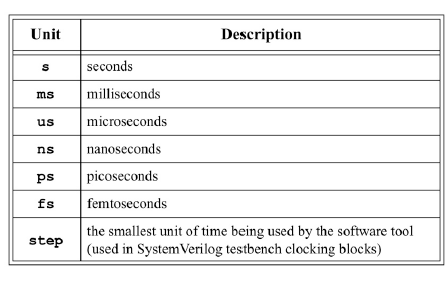 Unit Description
s seconds
ms milliseconds
us microseconds
ns nanoseconds
ps picoseconds
fs femtoseconds
step the smallest unit of time being used by the software tool
(used in SystemVerilog testbench clocking blocks)